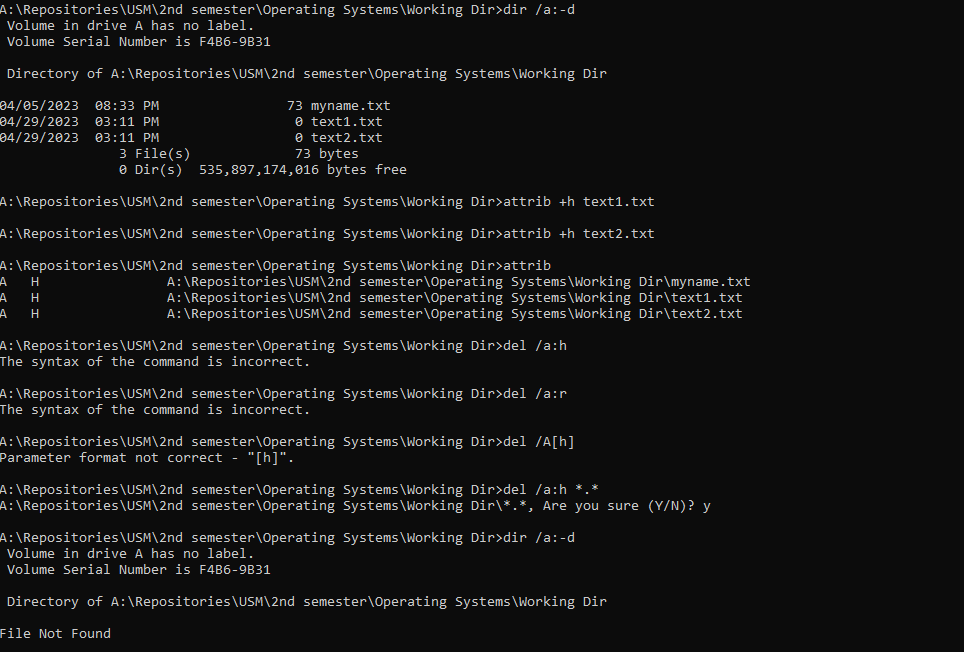 A:\Repositories\USM\2nd semester\Operating Systems\Working Dir>dir /a:-d
 Volume in drive A has no label.
 Volume Serial Number is F4B6-9B31

 Directory of A:\Repositories\USM\2nd semester\Operating Systems\Working Dir

04/05/2023  08:33 PM                73 myname.txt
04/29/2023  03:11 PM                 0 text1.txt
04/29/2023  03:11 PM                 0 text2.txt
               3 File(s)             73 bytes
               0 Dir(s)  535,897,174,016 bytes free

A:\Repositories\USM\2nd semester\Operating Systems\Working Dir>attrib +h text1.txt

A:\Repositories\USM\2nd semester\Operating Systems\Working Dir>attrib +h text2.txt

A:\Repositories\USM\2nd semester\Operating Systems\Working Dir>attrib
A   H                A:\Repositories\USM\2nd semester\Operating Systems\Working Dir\myname.txt
A   H                A:\Repositories\USM\2nd semester\Operating Systems\Working Dir\text1.txt
A   H                A:\Repositories\USM\2nd semester\Operating Systems\Working Dir\text2.txt

A:\Repositories\USM\2nd semester\Operating Systems\Working Dir>del /a:h
The syntax of the command is incorrect.

A:\Repositories\USM\2nd semester\Operating Systems\Working Dir>del /a:r
The syntax of the command is incorrect.

A:\Repositories\USM\2nd semester\Operating Systems\Working Dir>del /A[h]
Parameter format not correct - "[h]".

A:\Repositories\USM\2nd semester\Operating Systems\Working Dir>del /a:h *.*
A:\Repositories\USM\2nd semester\Operating Systems\Working Dir\*.*, Are you sure (Y/N)? y

A:\Repositories\USM\2nd semester\Operating Systems\Working Dir>dir /a:-d
 Volume in drive A has no label.
 Volume Serial Number is F4B6-9B31

 Directory of A:\Repositories\USM\2nd semester\Operating Systems\Working Dir

File Not Found